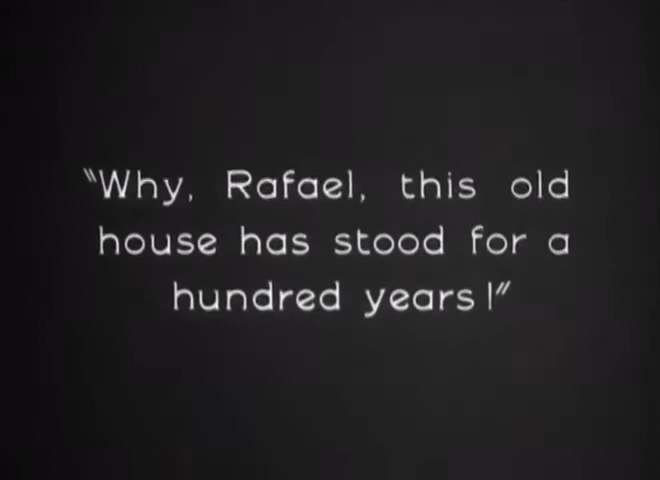 "Why, Rafael, this old
house has stood for a
hundred years!"